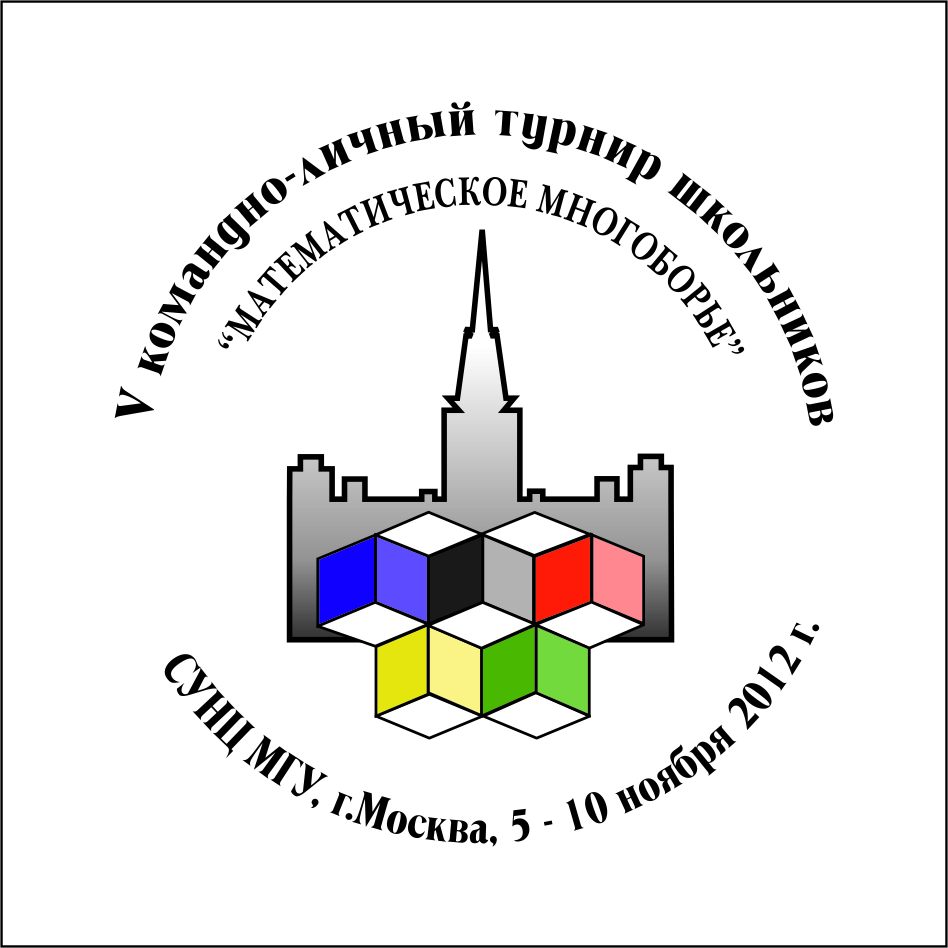 V командно-личный турнир школьников
“МАТЕМАТИЧЕСКОЕ МНОГОБОРЬЕ”
СУНЦ МГУ, г.Москва, 5 - 10 ноября 2012 г.